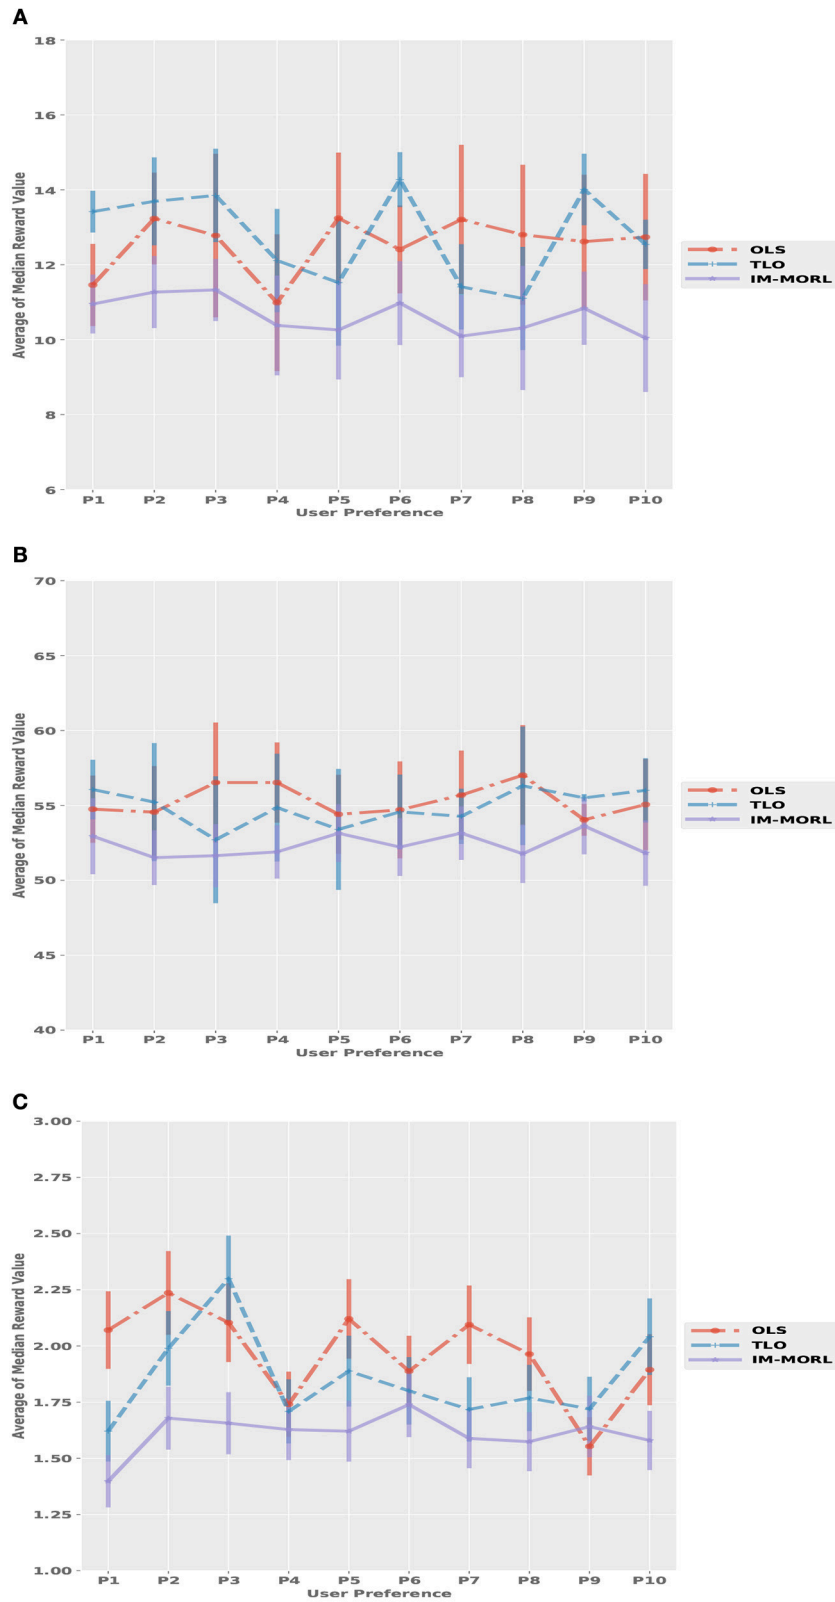 A
18
16
14
12
10
8
6
Average of Median Reward Value
P1 P2 P3 P4 P5 P6 P7 P8 P9 P10
User Preference
OLS
TLO
IM-MORL
B
70
65
60
55
50
45
40
Average of Median Reward Value
P1 P2 P3 P4 P5 P6 P7 P8 P9 P10
User Preference
OLS
TLO
IM-MORL
C
3.00
2.75
2.50
2.25
2.00
1.75
1.50
1.25
1.00
Average of Median Reward Value
P1 P2 P3 P4 P5 P6 P7 P8 P9 P10
User Preference
OLS
TLO
IM-MORL